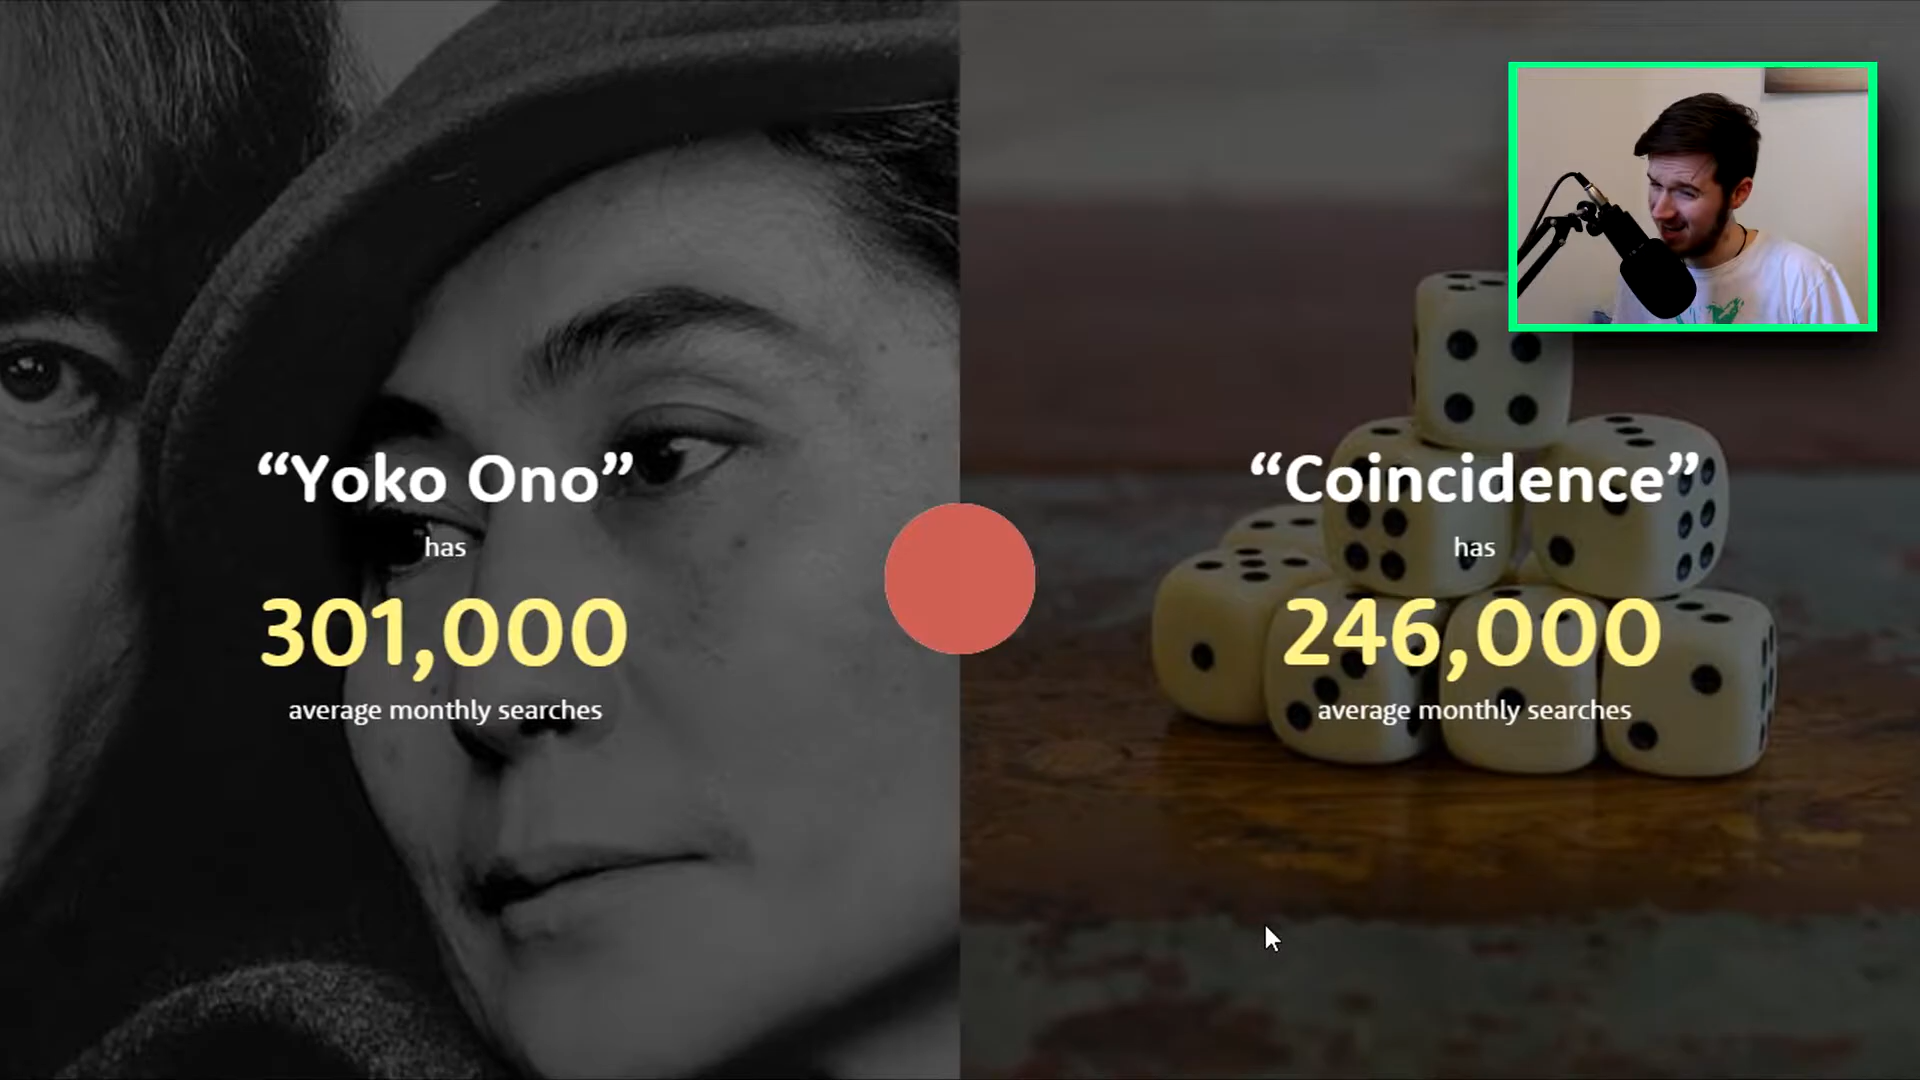 “Yoko Ono”
has
301,000
average monthly searches
“Coincidence”
has
246,000
average monthly searches